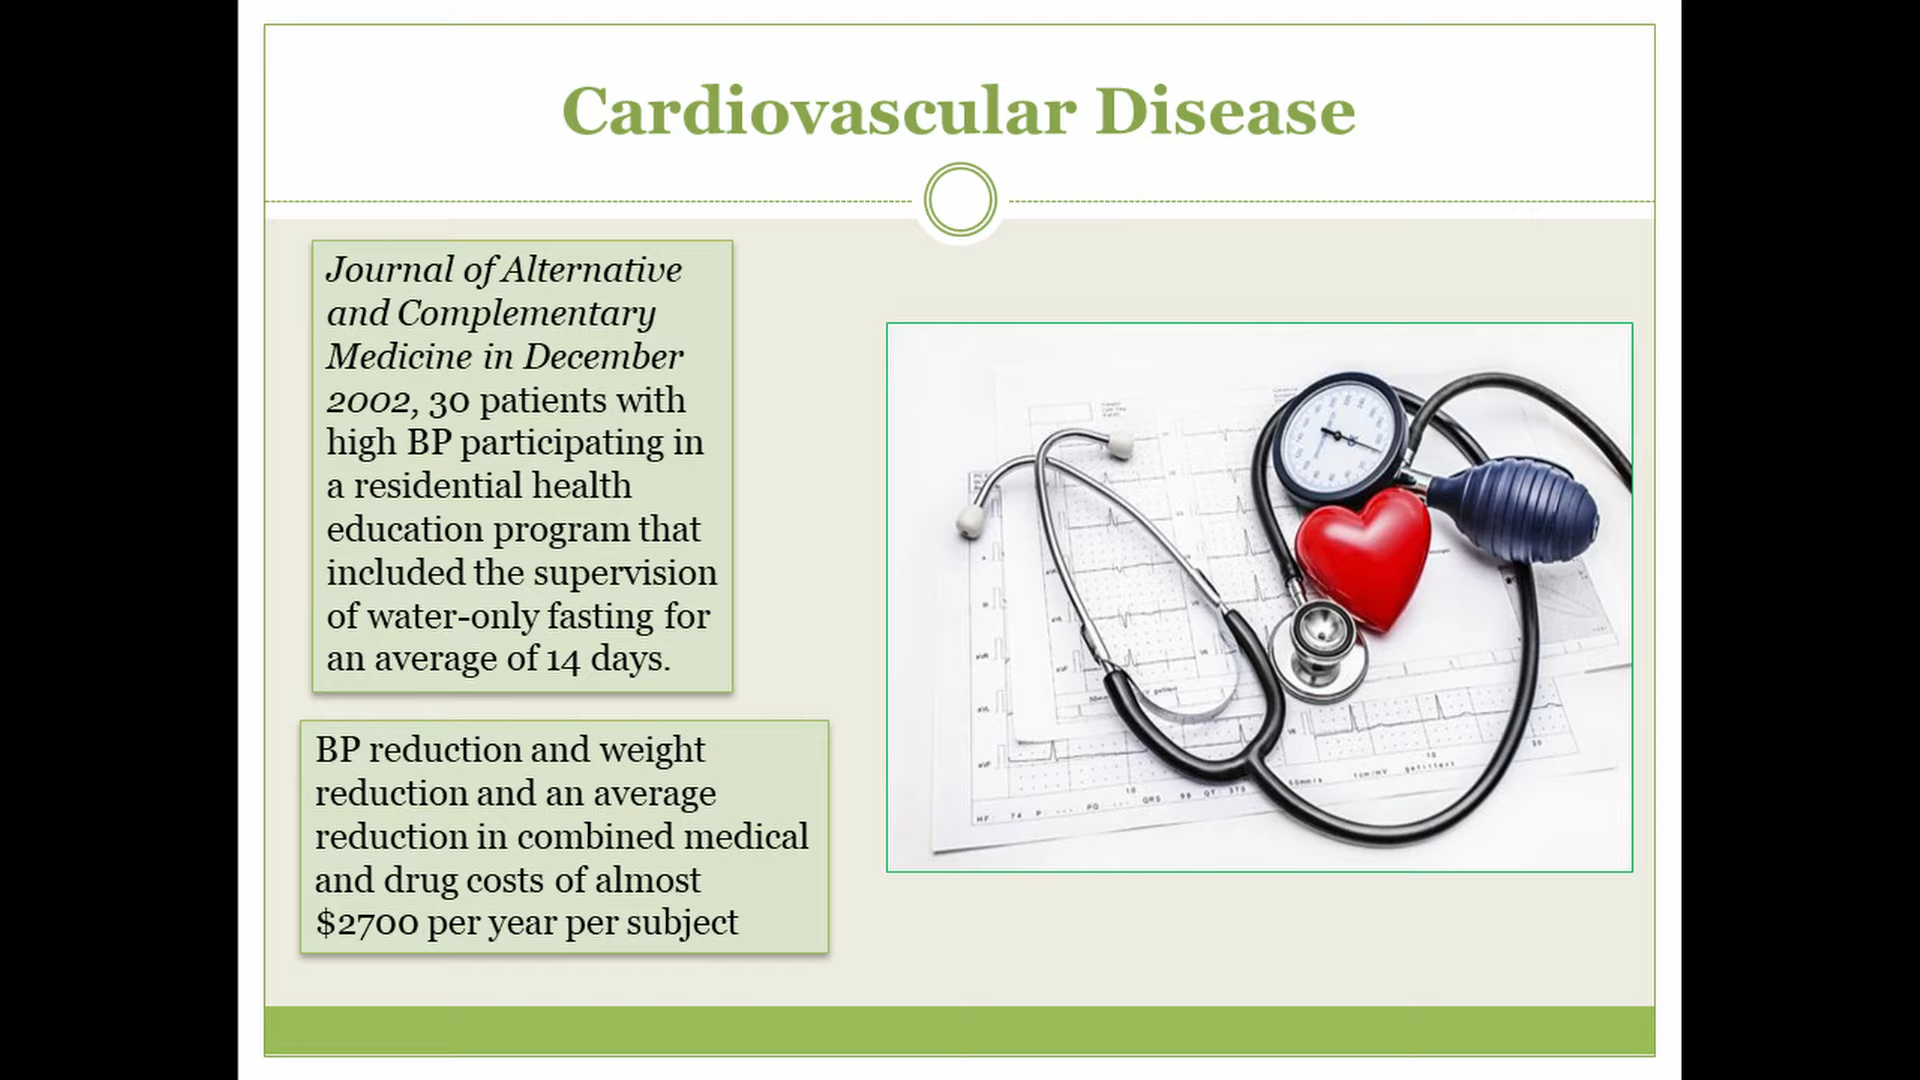 Cardiovascular Disease
Journal of Alternative
and Complementary
Medicine in December
2002, 30 patients with
high BP participating in
a residential health
education program that
included the supervision
of water-only fasting for
an average of 14 days.
BP reduction and weight
reduction and an average
reduction in combined medical
and drug costs of almost
$2700 per year per subject